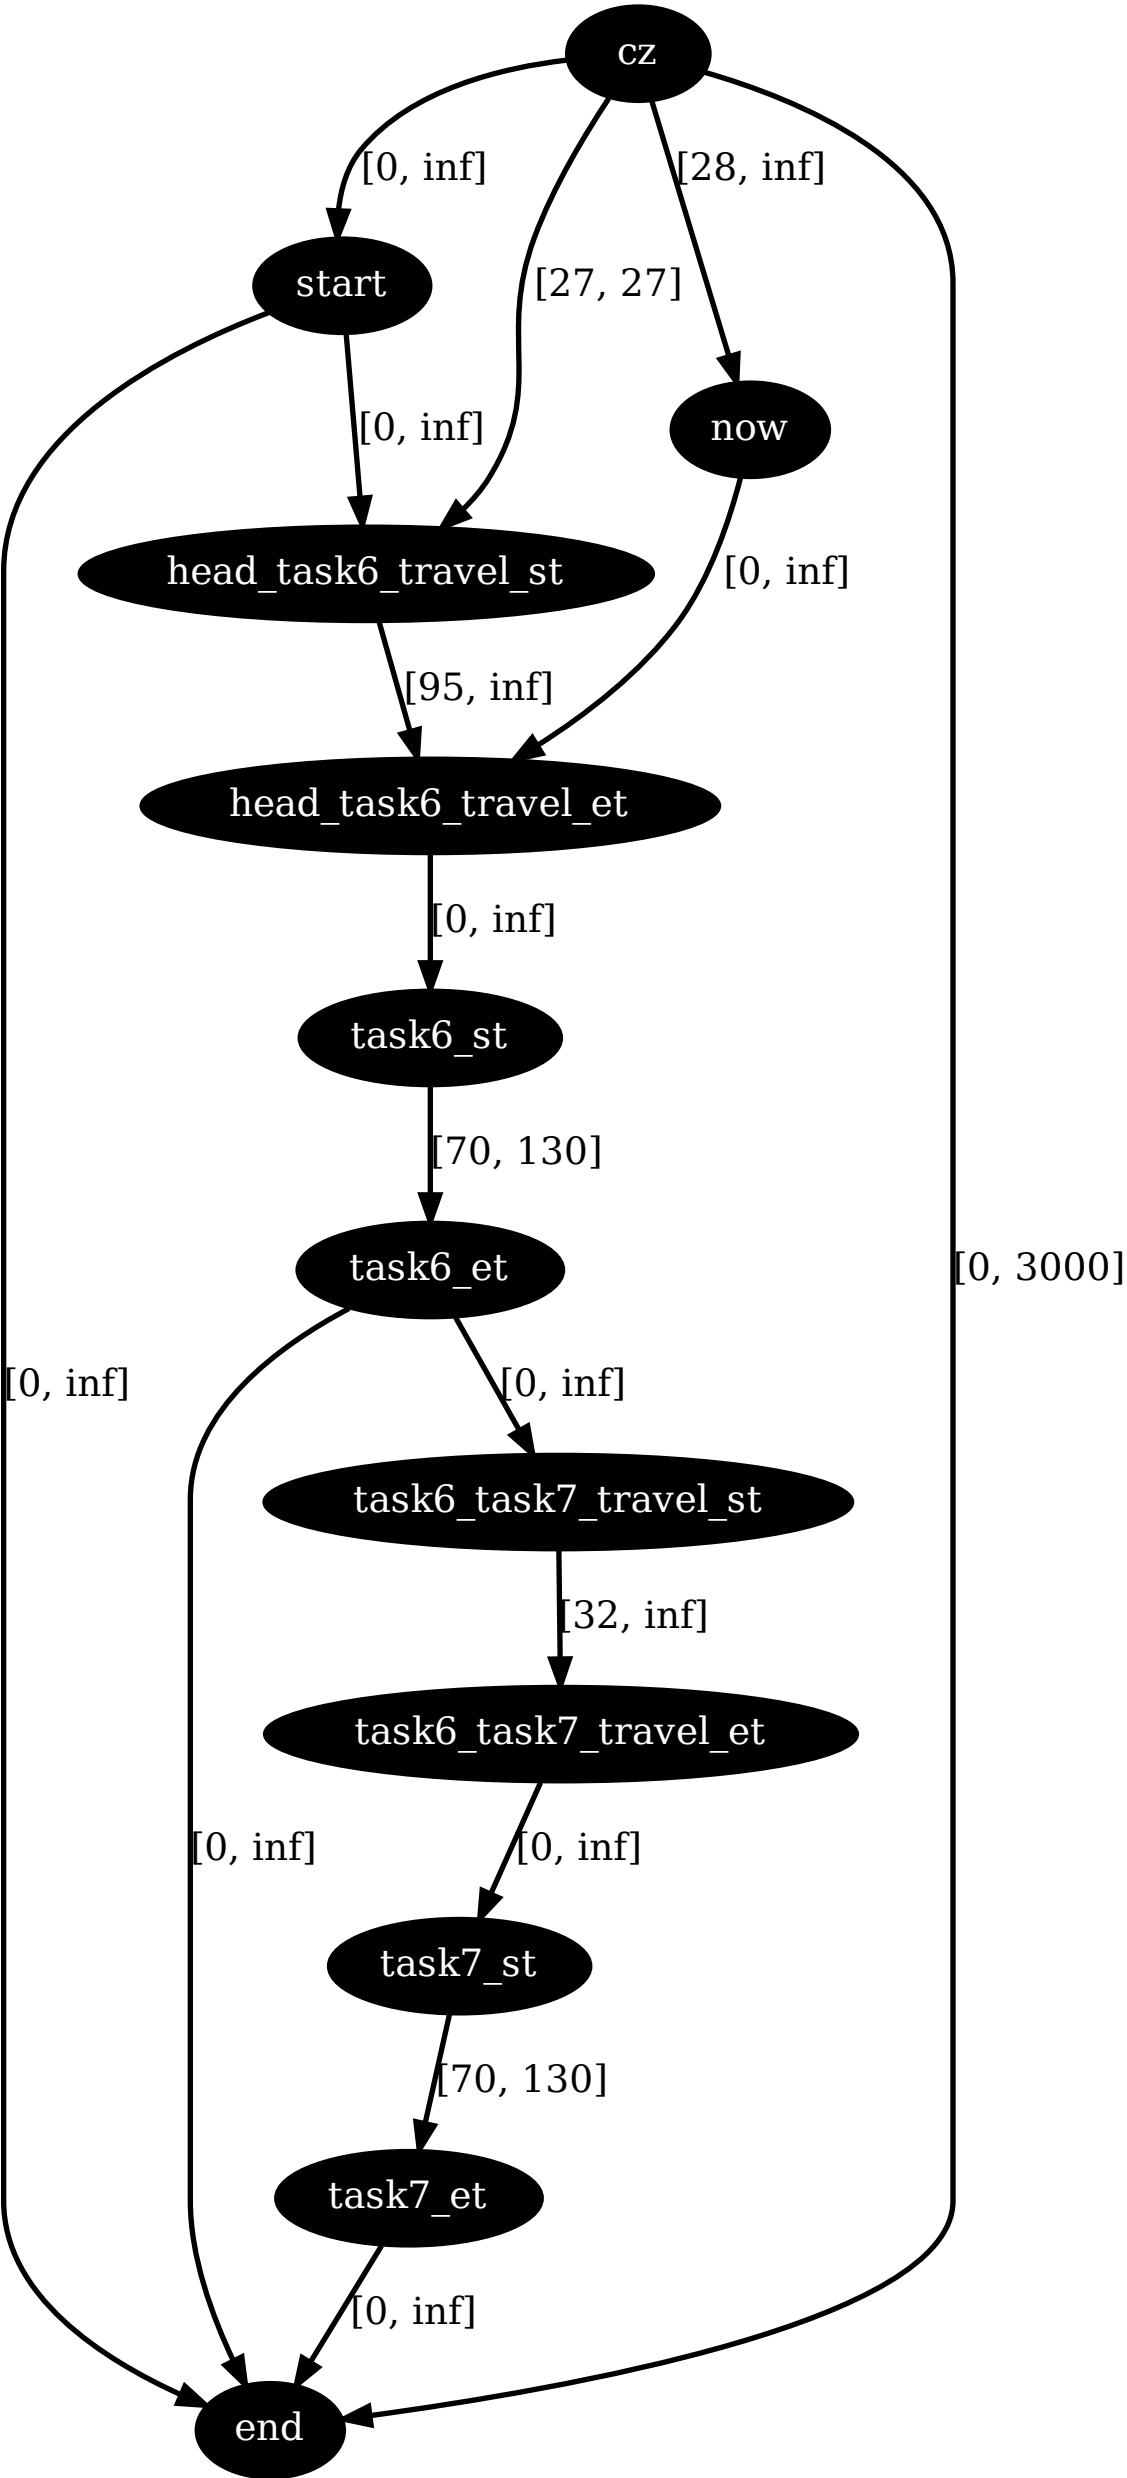 cz
[0, inf]
[28, inf]
start
[27, 27]
[0, inf]
now
head_task6_travel_st
[0, inf]
[95, inf]
head_task6_travel_et
[0, inf]
task6_st
[70, 130]
task6_et
[0, 3000]
[0, inf]
[0, inf]
task6_task7_travel_st
[32, inf]
task6_task7_travel_et
[0, inf]
[0, inf]
task7_st
[70, 130]
task7_et
[0, inf]
end